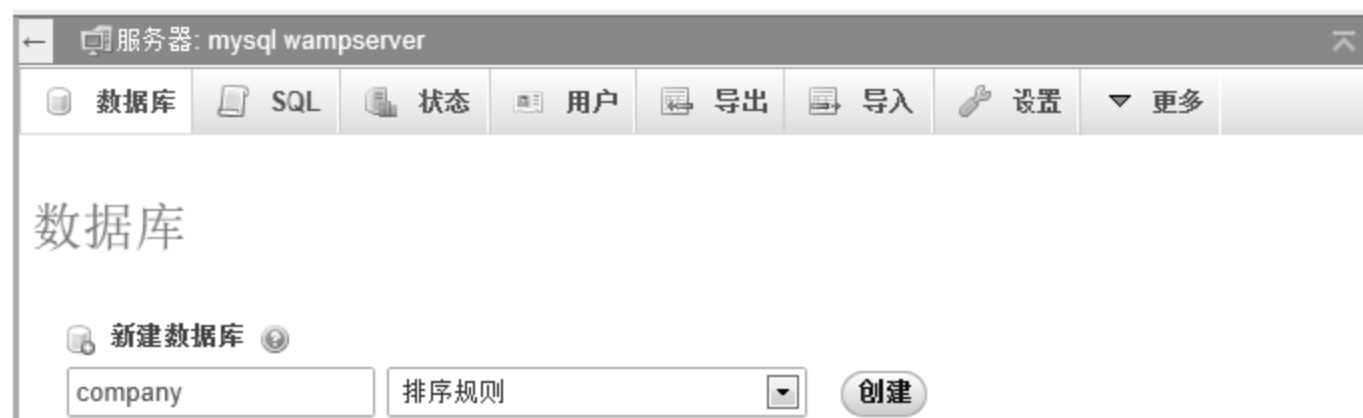 ← 服务器: mysql wampserver
数据库 SQL 状态 用户 导出 导入 设置 更多
数据库
新建数据库
company 排序规则 创建